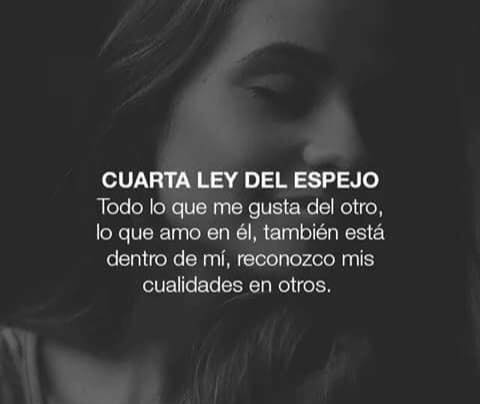 CUARTA LEY DEL ESPEJO
Todo lo que me gusta del otro,
lo que amo en él, también está
dentro de mí, reconozco mis
cualidades en otros.